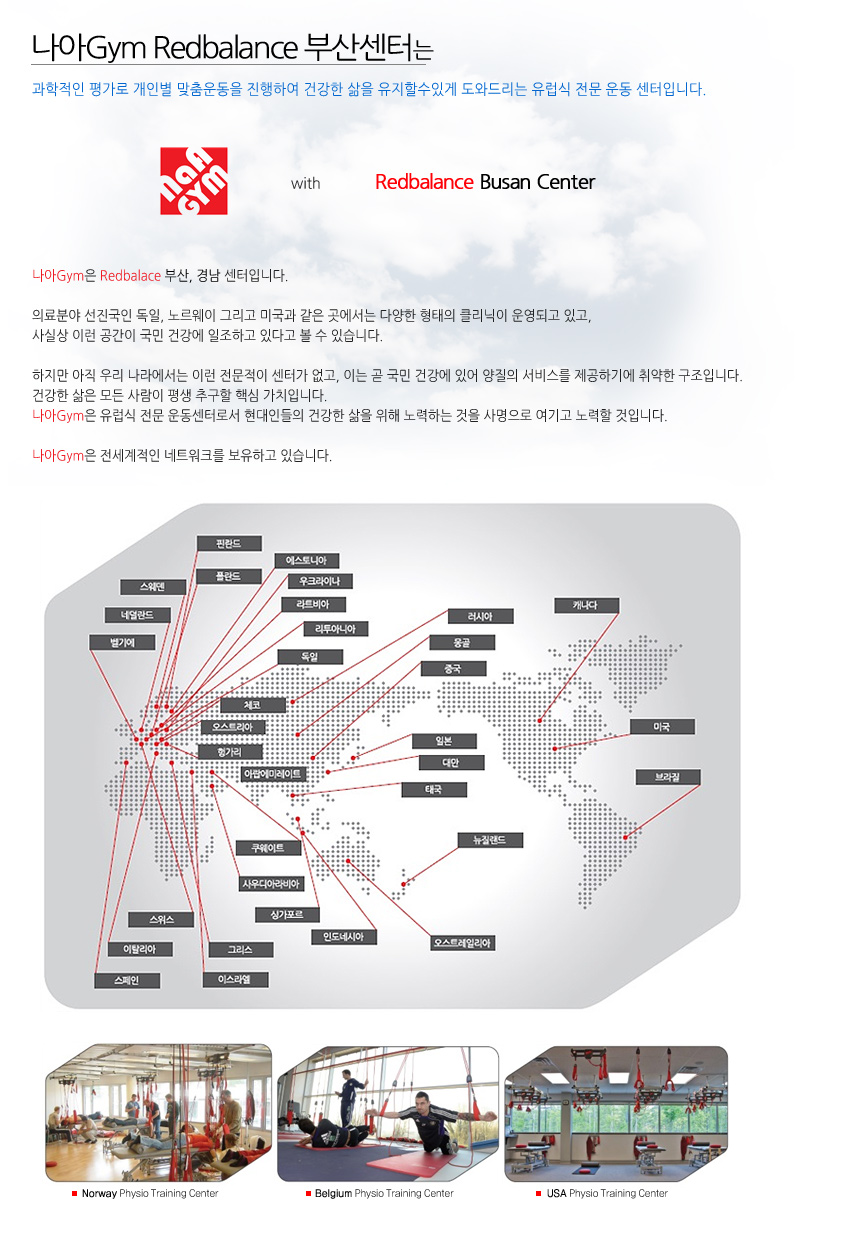 나아Gym Redbalance 부산센터는
과학적인 평가로 개인별 맞춤운동을 진행하여 건강한 삶을 유지할수있게 도와드리는 유럽식 전문 운동 센터입니다.
NAA GYM
with
Redbalance Busan Center
나아Gym은 Redbalace 부산, 경남 센터입니다.
의료분야 선진국인 독일, 노르웨이 그리고 미국과 같은 곳에서는 다양한 형태의 클리닉이 운영되고 있고,
사실상 이런 공간이 국민 건강에 일조하고 있다고 볼 수 있습니다.
하지만 아직 우리 나라에서는 이런 전문적이 센터가 없고, 이는 곧 국민 건강에 있어 양질의 서비스를 제공하기에 취약한 구조입니다.
건강한 삶은 모든 사람이 평생 추구할 핵심 가치입니다.
나아Gym은 유럽식 전문 운동센터로서 현대인들의 건강한 삶을 위해 노력하는 것을 사명으로 여기고 노력할 것입니다.
나아Gym은 전세계적인 네트워크를 보유하고 있습니다.
핀란드
에스토니아
폴란드
우크라이나
스웨덴
라트비아
캐나다
네덜란드
러시아
리투아니아
벨기에
몽골
독일
중국
체코
오스트리아
미국
일본
헝가리
대만
아랍에미레이트
브라질
태국
뉴질랜드
쿠웨이트
사우디아라비아
싱가포르
스위스
인도네시아
오스트레일리아
이탈리아
그리스
스페인
이스라엘
Norway Physio Training Center
Belgium Physio Training Center
USA Physio Training Center